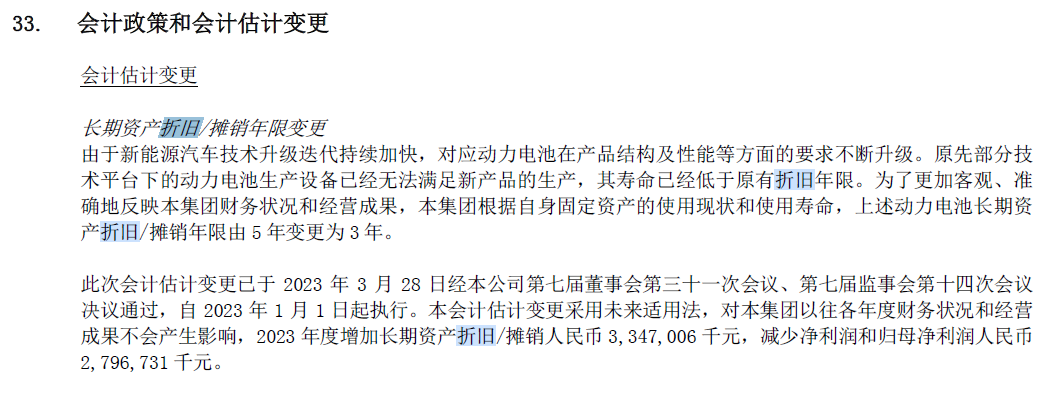 33. 会计政策和会计估计变更
会计估计变更
长期资产折旧/摊销年限变更
由于新能源汽车技术升级迭代持续加快，对应动力电池在产品结构及性能等方面的要求不断升级。原先部分技
术平台下的动力电池生产设备已经无法满足新产品的生产，其寿命已经低于原有折旧年限。为了更加客观、准
确地反映本集团财务状况和经营成果，本集团根据自身固定资产的使用现状和使用寿命，上述动力电池长期资
产折旧/摊销年限由 5 年变更为 3 年。
此次会计估计变更已于 2023 年 3 月 28 日经本公司第七届董事会第三十一次会议、第七届监事会第十四次会议
决议通过，自 2023 年 1 月 1 日起执行。本会计估计变更采用未来适用法，对本集团以往各年度财务状况和经营
成果不会产生影响，2023 年度增加长期资产折旧/摊销人民币 3,347,006 千元，减少净利润和归母净利润人民币
2,796,731 千元。